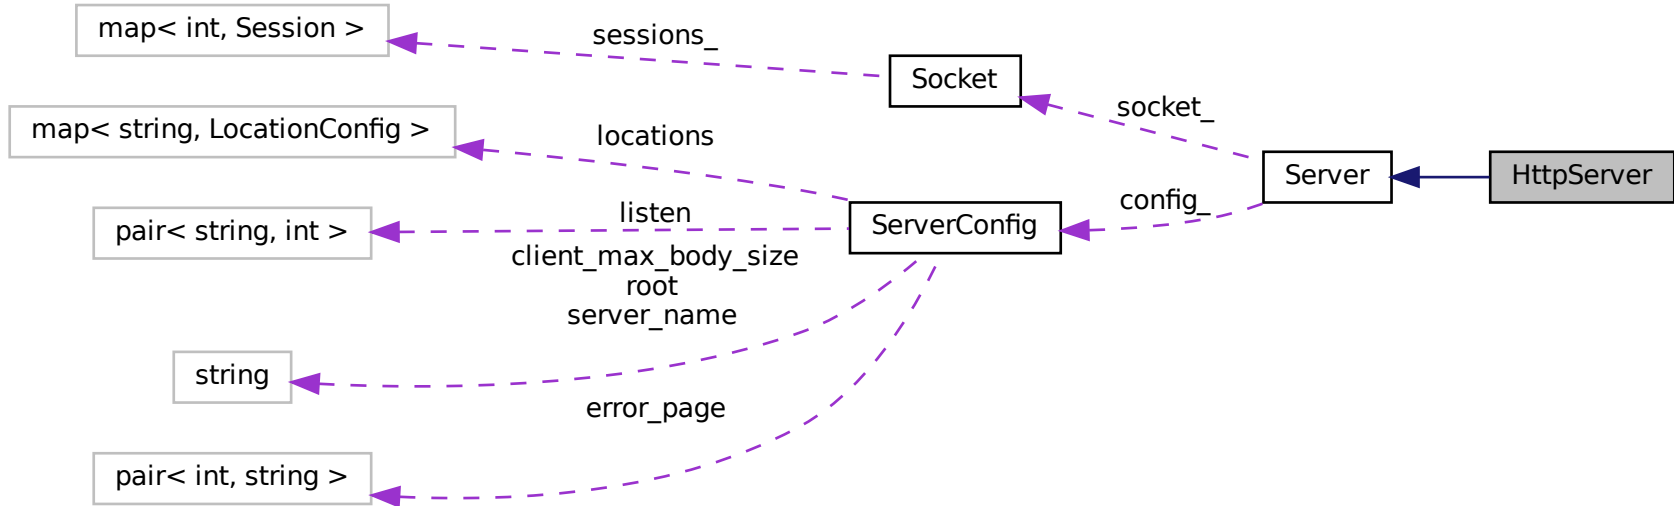 map< int, Session >
sessions_
Socket
map< string, LocationConfig >
locations
socket_
Server
HttpServer
pair< string, int >
listen
ServerConfig
config_
client_max_body_size
root
server_name
string
error_page
pair< int, string >